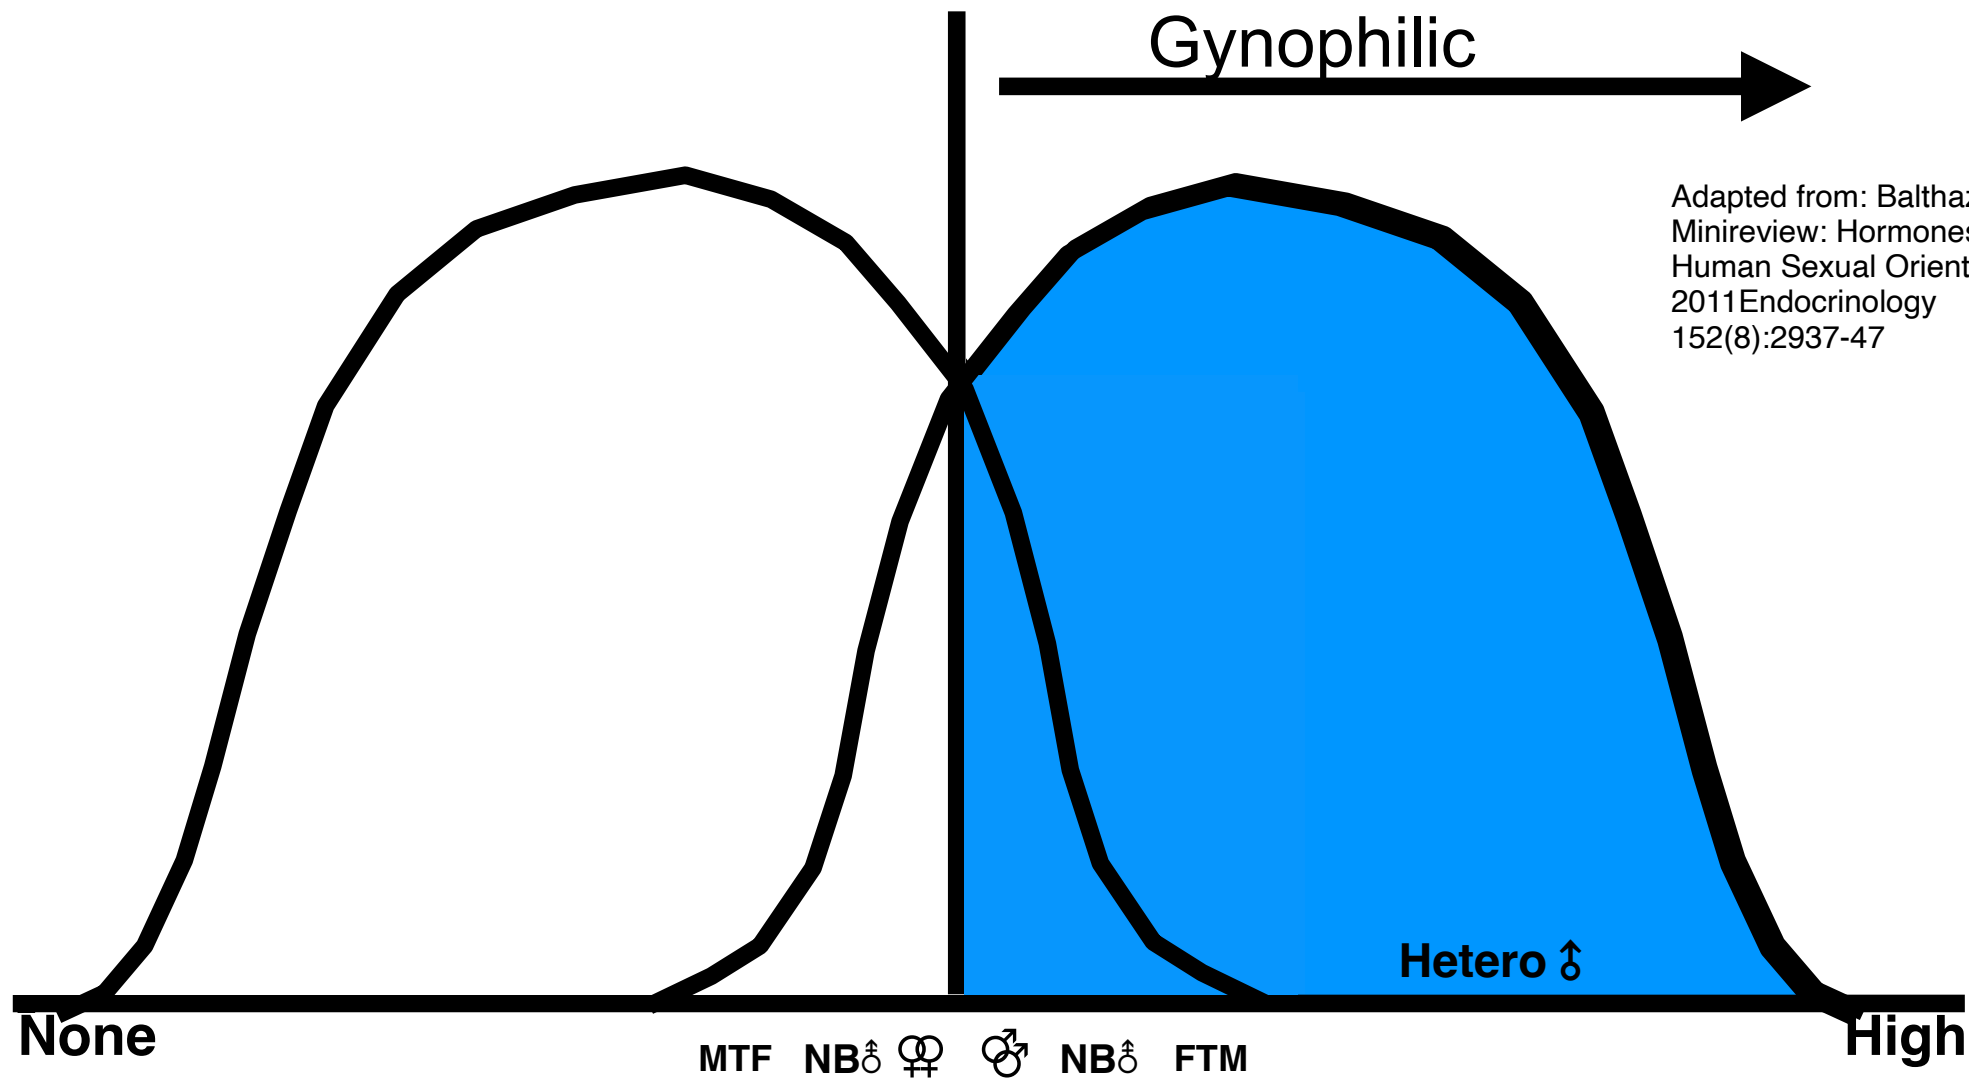 Gynophilic
Adapted from: Balthaz
Minireview: Hormones
Human Sexual Orient
2011Endocrinology
152(8):2937-47
Hetero ⚨
None
High
MTF NB⚨ ⚢ ⚣ NB⚨ FTM